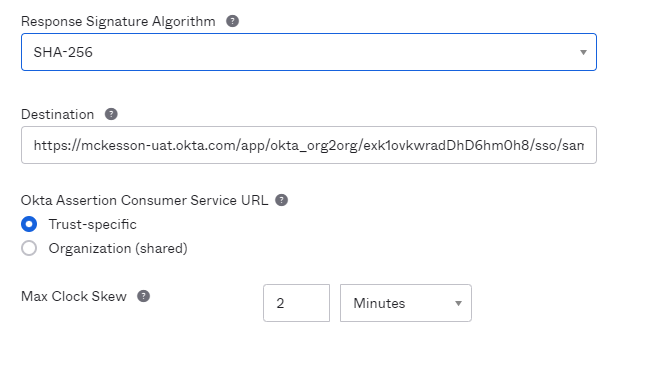 Response Signature Algorithm ?
SHA-256
Destination ?
https://mckesson-uat.okta.com/app/okta_org2org/exk1ovkwradDhD6hm0h8/sso/sam
Okta Assertion Consumer Service URL ?
Trust-specific
Organization (shared)
Max Clock Skew ? 2 Minutes